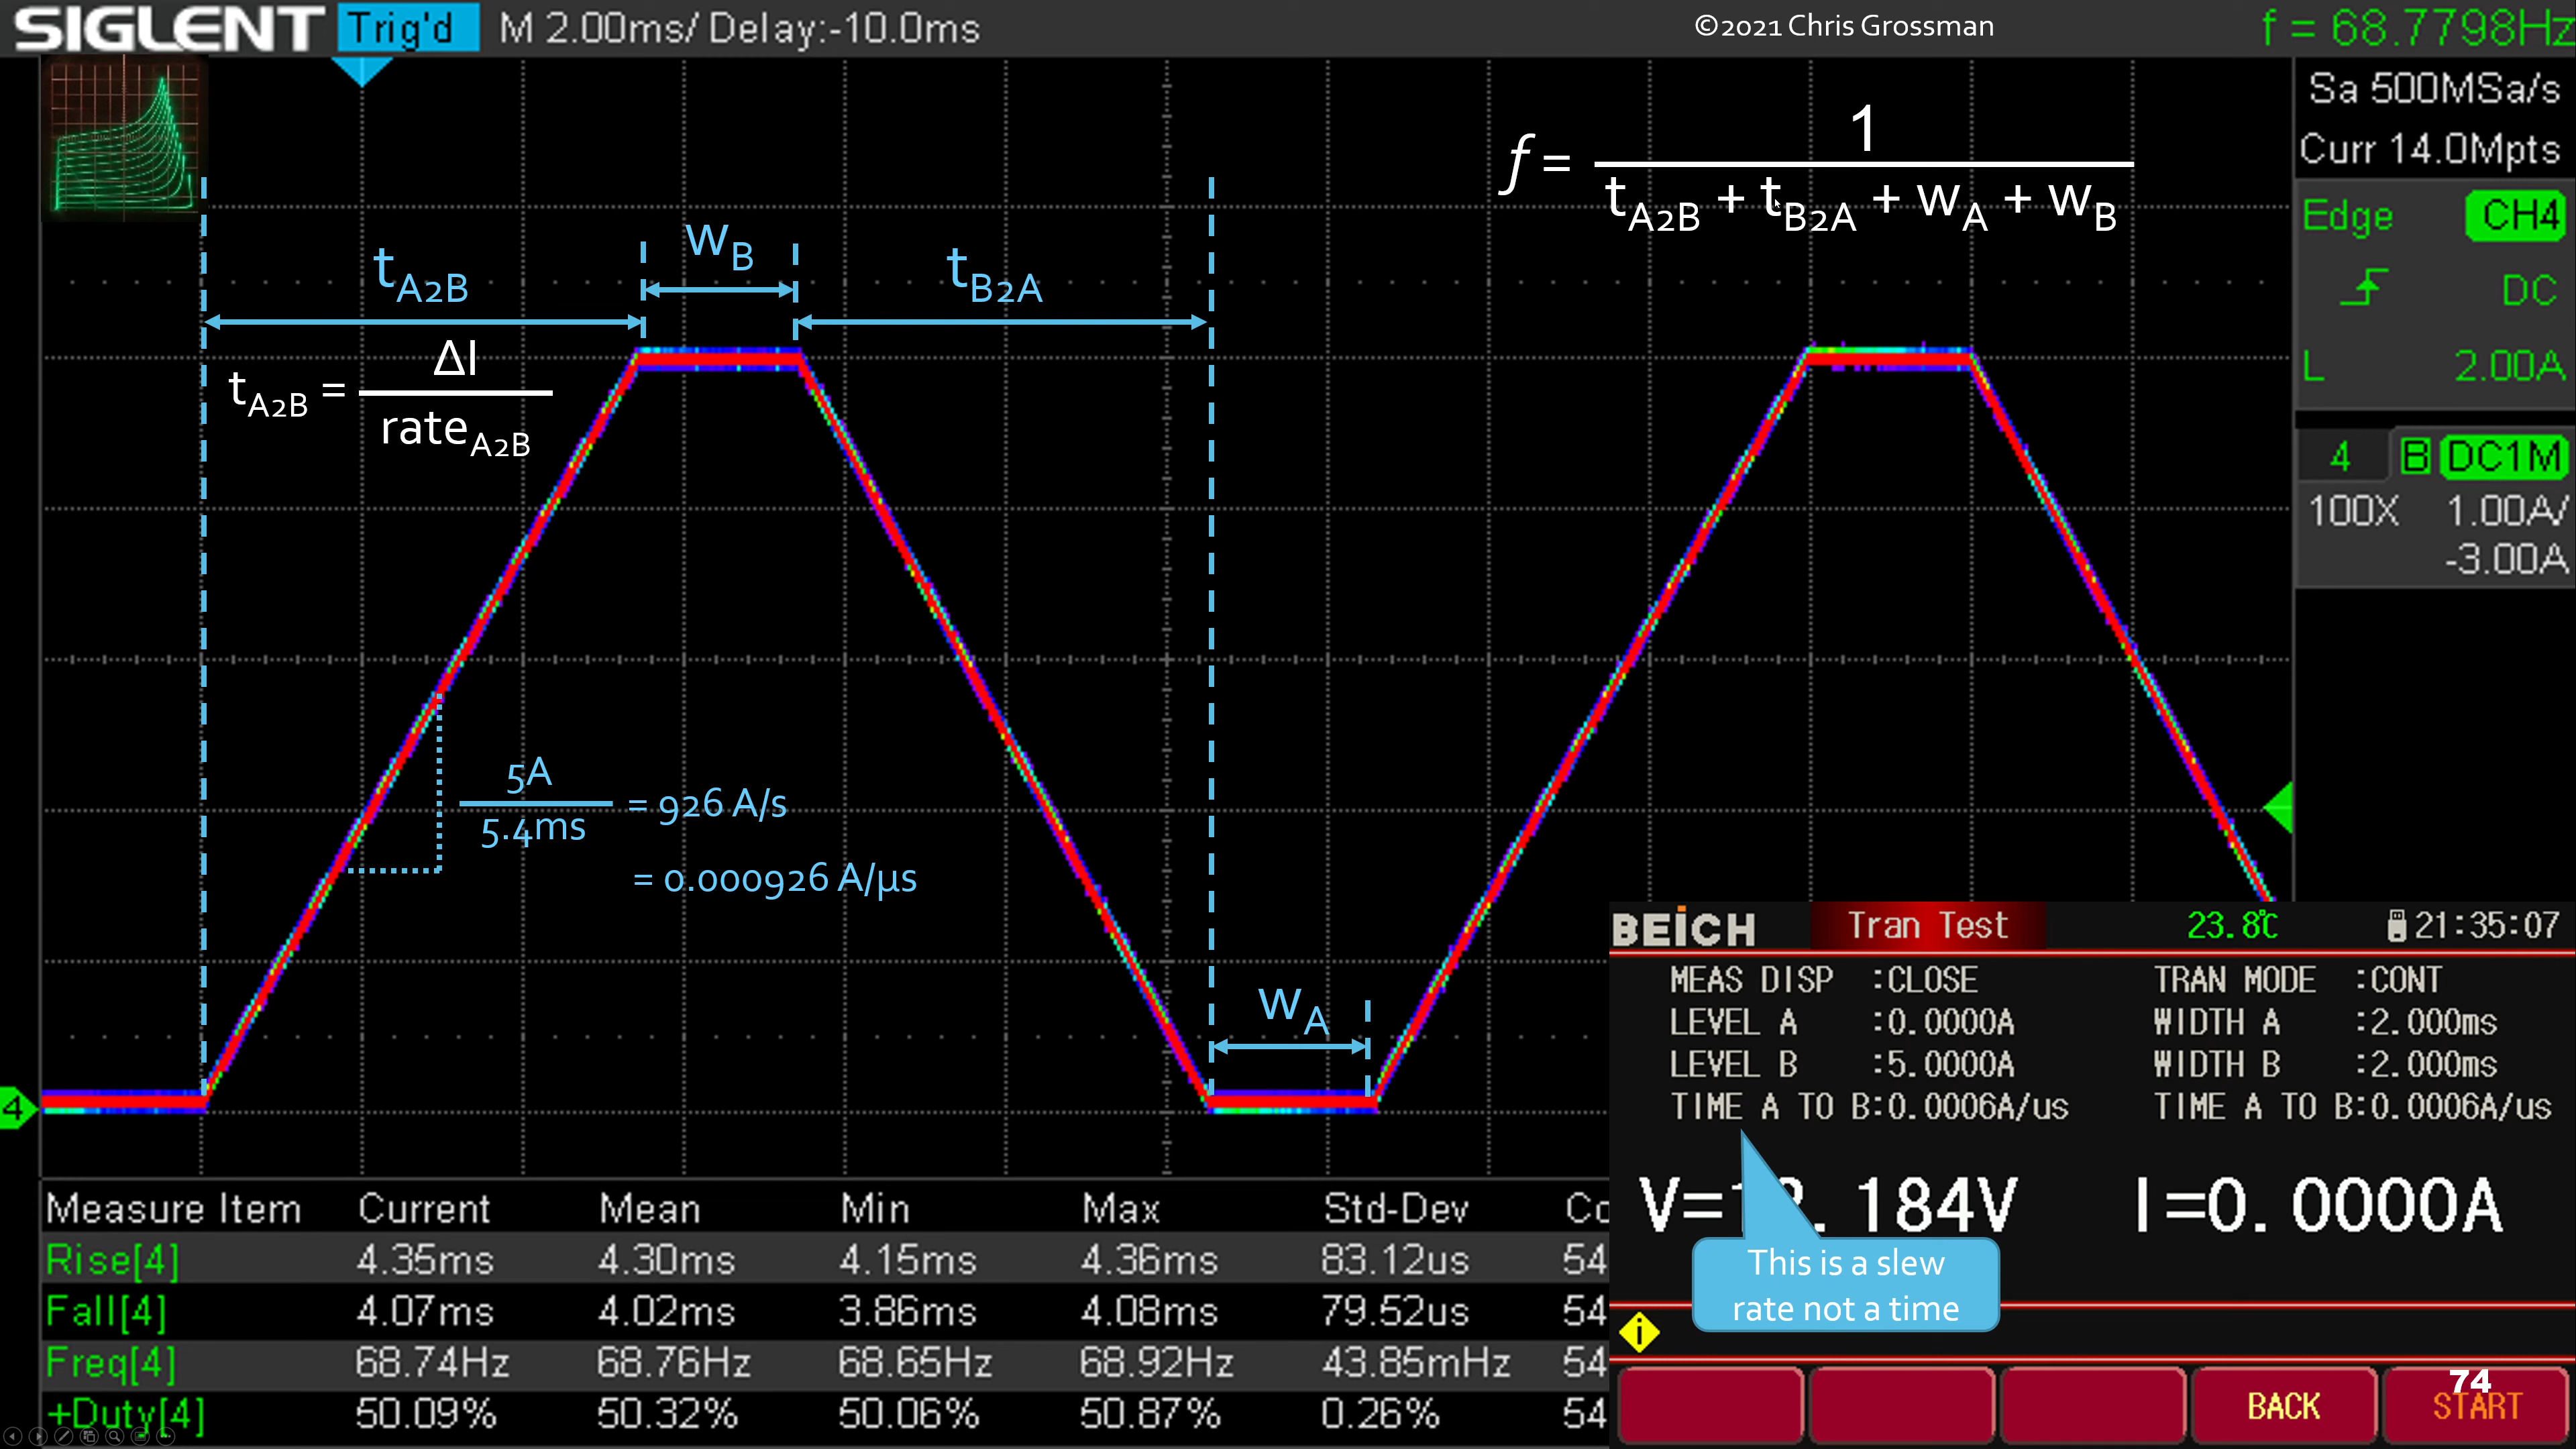 SIGLENT Trig'd M 2.00ms/ Delay:-10.0ms ©2021 Chris Grossman f = 68.7798Hz
Sa 500MSa/s
Curr 14.0Mpts
Edge CH4
DC
L 2.00A
4 B DC1M
100X 1.00A/
-3.00A
f = 1
tA2B + tB2A + wA + wB
tA2B wB tB2A
tA2B = ΔI
rateA2B
5A
5.4ms = 926 A/s
= 0.000926 A/µs
wA
4
Measure Item Current Mean Min Max Std-Dev Co
Rise[4] 4.35ms 4.30ms 4.15ms 4.36ms 83.12us 54
Fall[4] 4.07ms 4.02ms 3.86ms 4.08ms 79.52us 54
Freq[4] 68.74Hz 68.76Hz 68.65Hz 68.92Hz 43.85mHz 54
+Duty[4] 50.09% 50.32% 50.06% 50.87% 0.26% 54
BEICH Tran Test 23.8℃ 21:35:07
MEAS DISP :CLOSE TRAN MODE :CONT
LEVEL A :0.0000A WIDTH A :2.000ms
LEVEL B :5.0000A WIDTH B :2.000ms
TIME A TO B:0.0006A/us TIME A TO B:0.0006A/us
I=0.0000A
This is a slew
rate not a time
i
74
BACK START